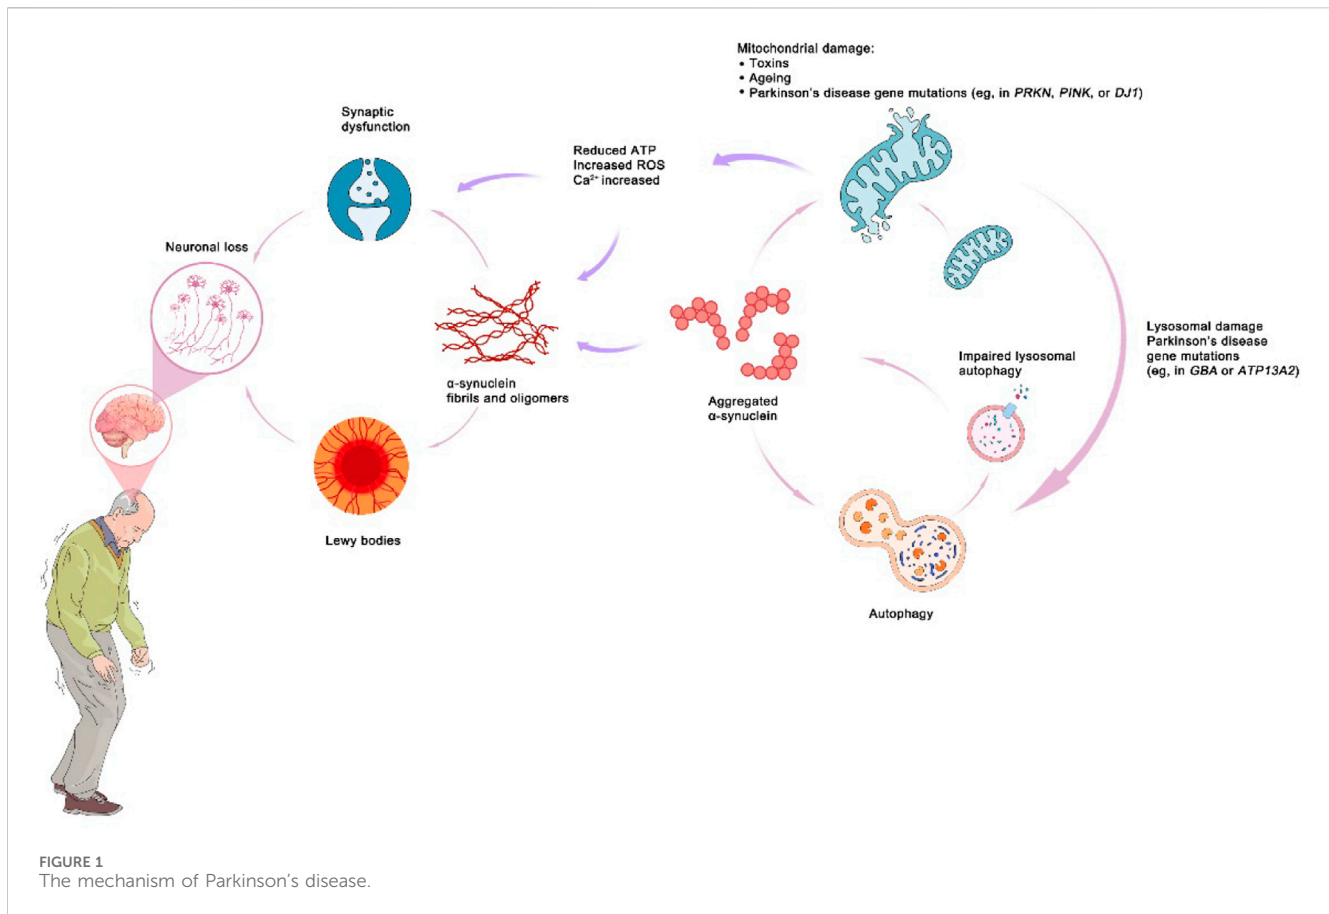 Mitochondrial damage:
• Toxins
• Ageing
• Parkinson's disease gene mutations (eg, in PRKN, PINK, or DJ1)
Synaptic
dysfunction
Reduced ATP
Increased ROS
Ca²⁺ increased
Neuronal loss
Lysosomal damage
Parkinson's disease
gene mutations
(eg, in GBA or ATP13A2)
Impaired lysosomal
autophagy
α-synuclein
fibrils and oligomers
Aggregated
α-synuclein
Lewy bodies
Autophagy
FIGURE 1
The mechanism of Parkinson's disease.